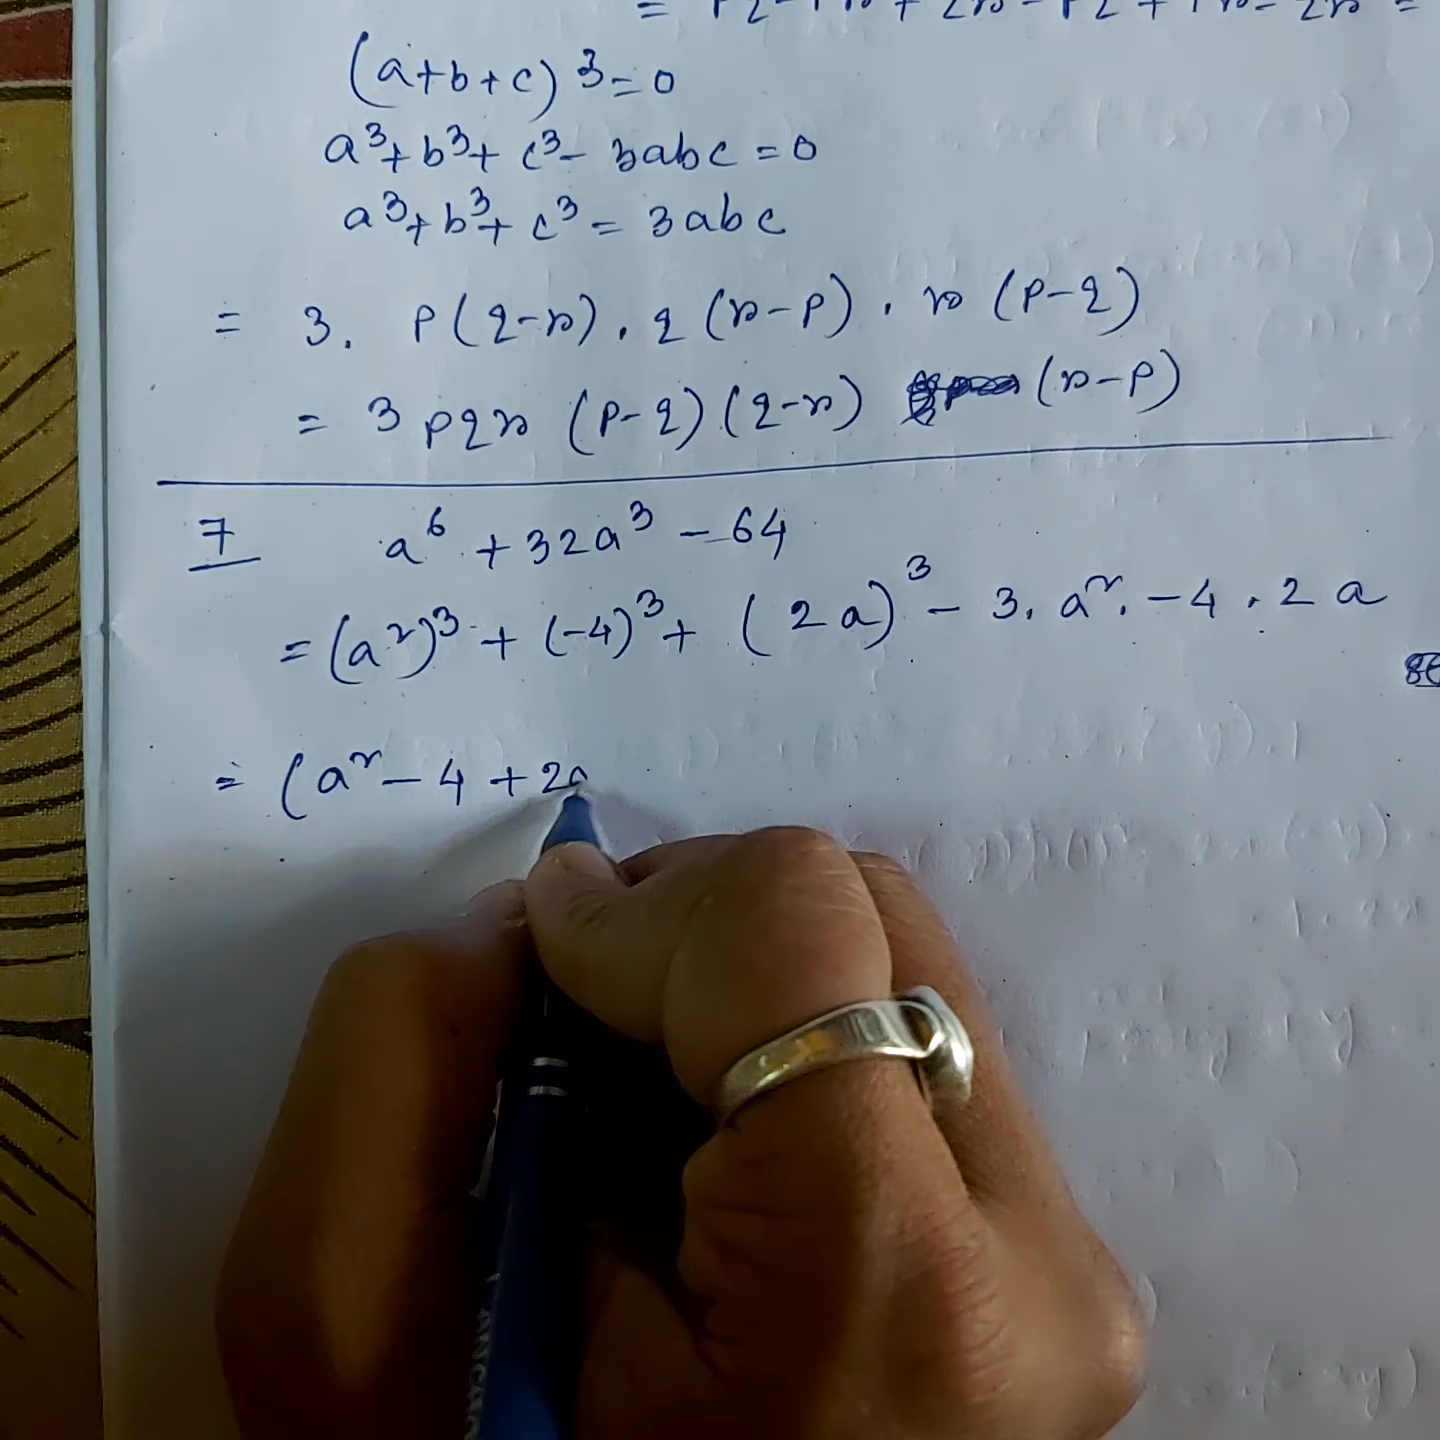 (a+b+c)³=0
a³+b³+c³-3abc=0
a³+b³+c³=3abc
= 3. p(q-r).q(r-p).r(p-q)
= 3pqr(p-q)(q-r)(r-p)
7 a⁶+32a³-64
=(a²)³+(-4)³+(2a)³-3.a².-4.2a
= (a²-4+2a